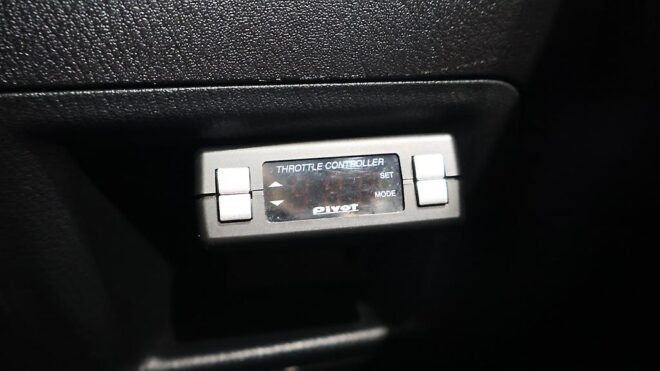 THROTTLE CONTROLLER
SET
MODE
PIVOT